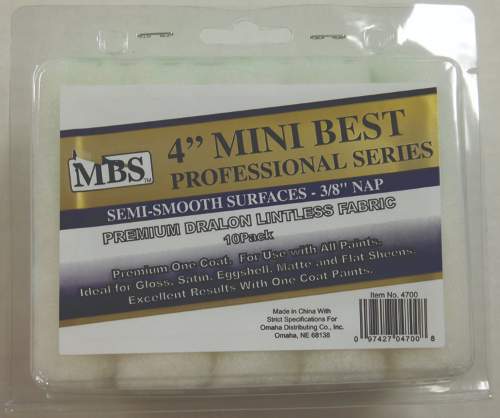 MBS TM
4" MINI BEST
PROFESSIONAL SERIES
SEMI-SMOOTH SURFACES - 3/8" NAP
PREMIUM DRALON LINTLESS FABRIC
10Pack
Premium One Coat. For Use with All Paints.
Ideal for Gloss, Satn, Eggshell, Matte and Flat Sheens.
Excellent Results With One Coat Paints.
Item No. 4700
Made in China With
Strict Specifications For
Omaha Distributing Co., Inc.
Omaha, NE 68138
0 97427 04700 8